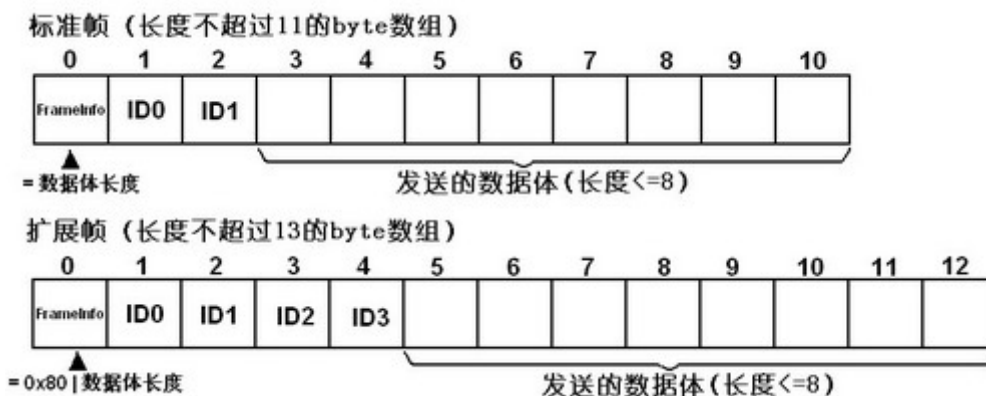 标准帧 (长度不超过11的byte数组)
0 1 2 3 4 5 6 7 8 9 10
FrameInfo ID0 ID1
= 数据体长度
发送的数据体(长度<=8)
扩展帧 (长度不超过13的byte数组)
0 1 2 3 4 5 6 7 8 9 10 11 12
FrameInfo ID0 ID1 ID2 ID3
= 0x80 | 数据体长度
发送的数据体(长度<=8)